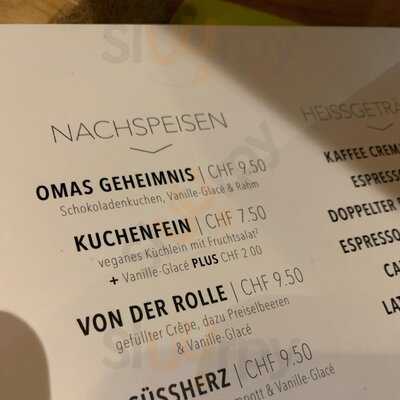 NACHSPEISEN
OMAS GEHEIMNIS | CHF 9.50
Schokoladenkuchen, Vanille-Glacé & Rahm
KUCHENFEIN | CHF 7.50
veganes Küchlein mit Fruchtsalat²
+ Vanille-Glacé PLUS CHF 2.00
VON DER ROLLE | CHF 9.50
gefüllter Crêpe, dazu Preiselbeeren
& Vanille-Glacé
SÜSSHERZ | CHF 9.50
& Vanille-Glacé
HEISSGETRÄ
KAFFEE CREM
ESPRESS
DOPPELTER
ESPRESSO
CA
LAT